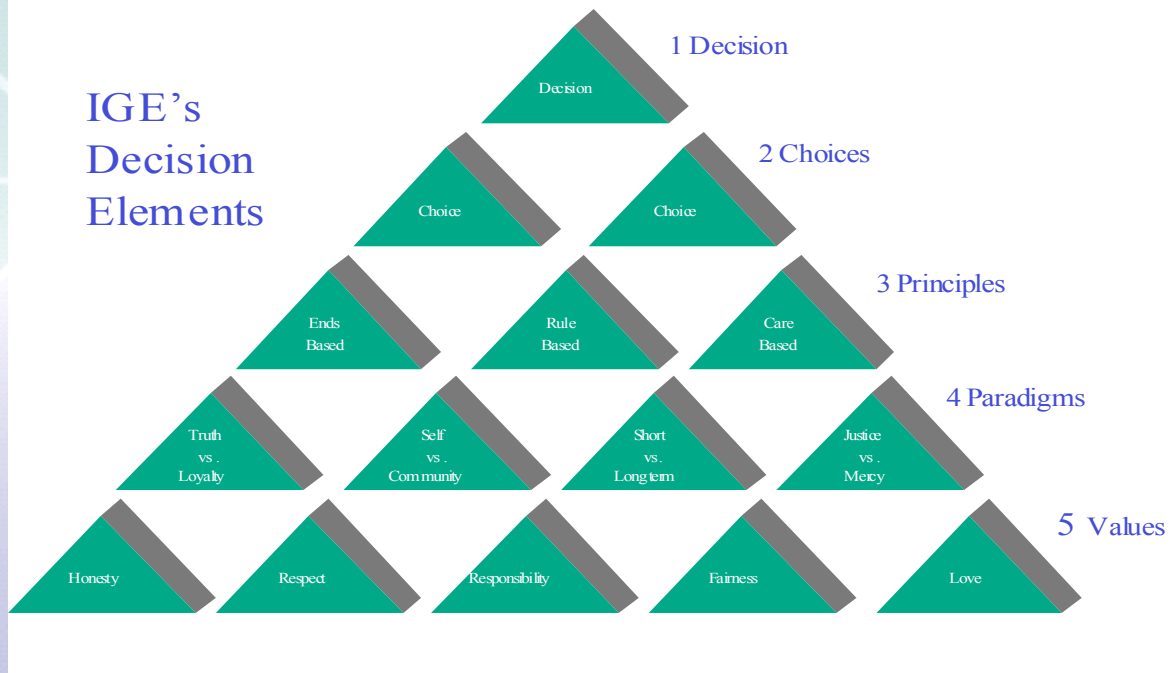 IGE’s
Decision
Elements
1 Decision
Decision
2 Choices
Choice
Choice
3 Principles
Ends
Based
Rule
Based
Care
Based
4 Paradigms
Truth
vs .
Loyalty
Self
vs .
Community
Short
vs.
Longterm
Justice
vs .
Mercy
5 Values
Honesty
Respect
Responsibility
Fairness
Love